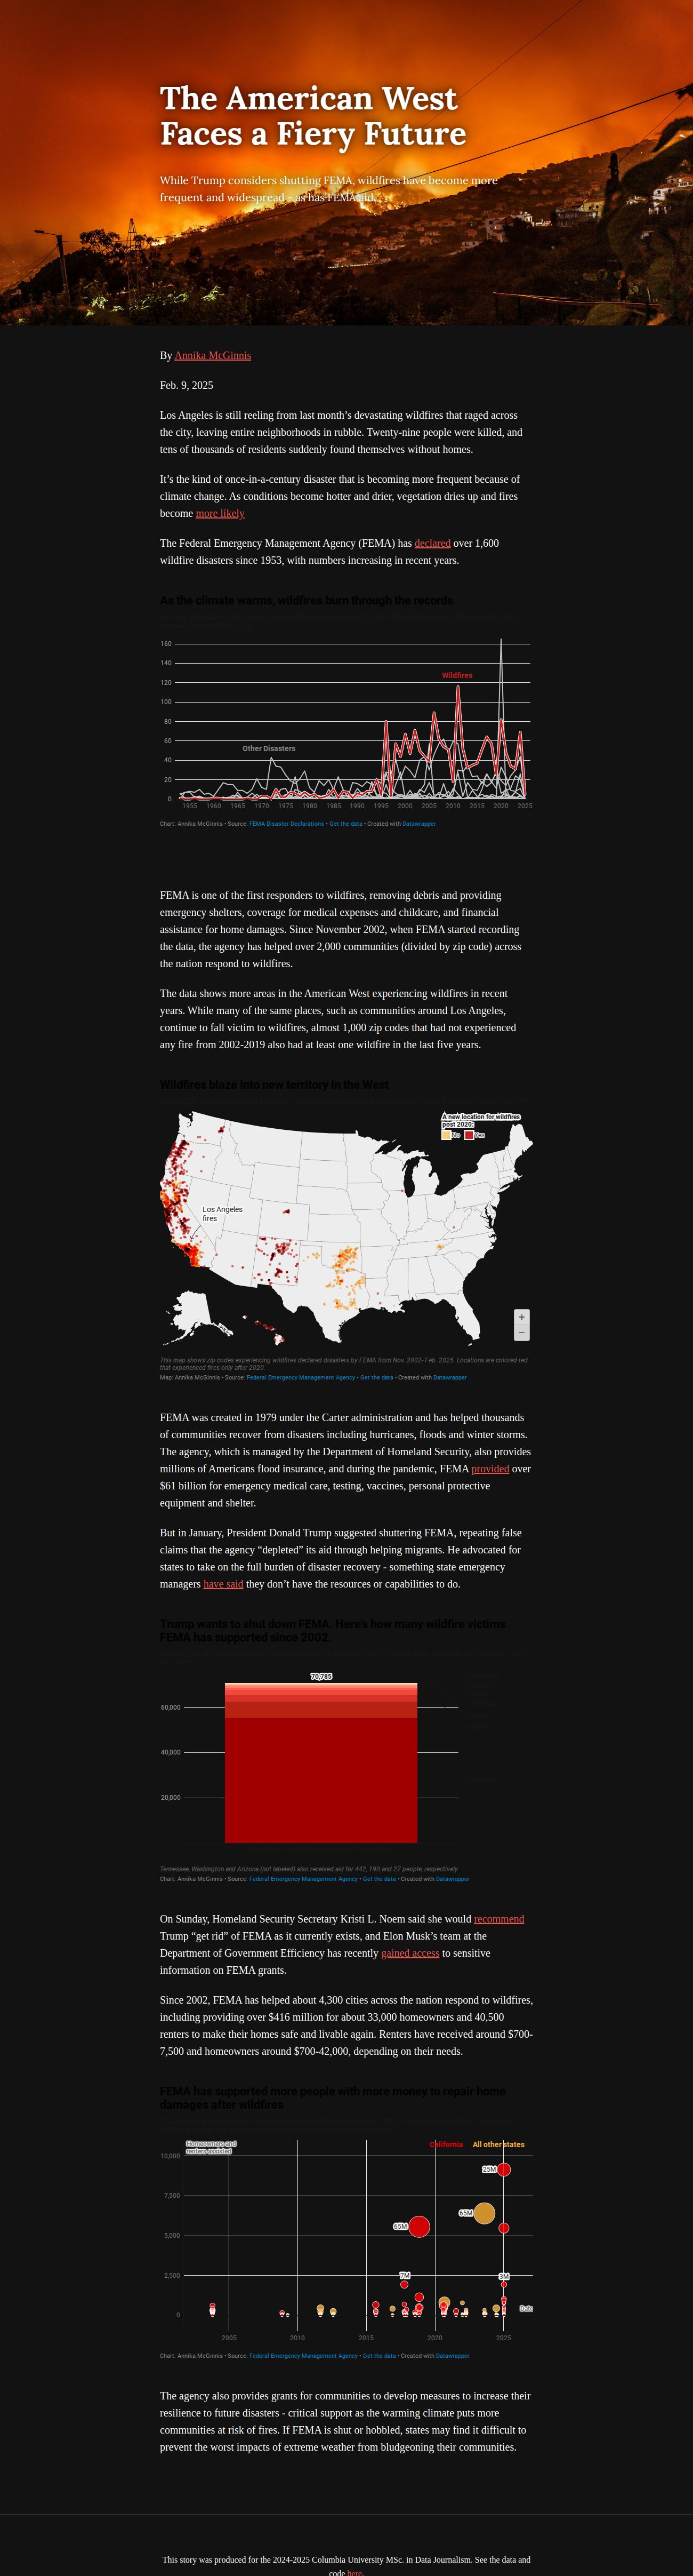 The American West
Faces a Fiery Future
While Trump considers shutting FEMA, wildfires have become more
frequent and widespread - as has FEMA aid.
By Annika McGinnis
Feb. 9, 2025
Los Angeles is still reeling from last month’s devastating wildfires that raged across
the city, leaving entire neighborhoods in rubble. Twenty-nine people were killed, and
tens of thousands of residents suddenly found themselves without homes.
It’s the kind of once-in-a-century disaster that is becoming more frequent because of
climate change. As conditions become hotter and drier, vegetation dries up and fires
become more likely
The Federal Emergency Management Agency (FEMA) has declared over 1,600
wildfire disasters since 1953, with numbers increasing in recent years.
As the climate warms, wildfires burn through the records
160
140
120
100
80
60
40
20
0
Wildfires
Other Disasters
1955 1960 1965 1970 1975 1980 1985 1990 1995 2000 2005 2010 2015 2020 2025
Chart: Annika McGinnis • Source: FEMA Disaster Declarations • Get the data • Created with Datawrapper
FEMA is one of the first responders to wildfires, removing debris and providing
emergency shelters, coverage for medical expenses and childcare, and financial
assistance for home damages. Since November 2002, when FEMA started recording
the data, the agency has helped over 2,000 communities (divided by zip code) across
the nation respond to wildfires.
The data shows more areas in the American West experiencing wildfires in recent
years. While many of the same places, such as communities around Los Angeles,
continue to fall victim to wildfires, almost 1,000 zip codes that had not experienced
any fire from 2002-2019 also had at least one wildfire in the last five years.
Wildfires blaze into new territory in the West
A new location for wildfires
post 2020:
No Yes
Los Angeles
fires
+
−
This map shows zip codes experiencing wildfires declared disasters by FEMA from Nov. 2002- Feb. 2025. Locations are colored red
that experienced fires only after 2020.
Map: Annika McGinnis • Source: Federal Emergency Management Agency • Get the data • Created with Datawrapper
FEMA was created in 1979 under the Carter administration and has helped thousands
of communities recover from disasters including hurricanes, floods and winter storms.
The agency, which is managed by the Department of Homeland Security, also provides
millions of Americans flood insurance, and during the pandemic, FEMA provided over
$61 billion for emergency medical care, testing, vaccines, personal protective
equipment and shelter.
But in January, President Donald Trump suggested shuttering FEMA, repeating false
claims that the agency “depleted” its aid through helping migrants. He advocated for
states to take on the full burden of disaster recovery - something state emergency
managers have said they don’t have the resources or capabilities to do.
Trump wants to shut down FEMA. Here's how many wildfire victims
FEMA has supported since 2002.
70,785
60,000
40,000
20,000
Tennessee, Washington and Arizona (not labeled) also received aid for 442, 190 and 27 people, respectively.
Chart: Annika McGinnis • Source: Federal Emergency Management Agency • Get the data • Created with Datawrapper
On Sunday, Homeland Security Secretary Kristi L. Noem said she would recommend
Trump “get rid” of FEMA as it currently exists, and Elon Musk’s team at the
Department of Government Efficiency has recently gained access to sensitive
information on FEMA grants.
Since 2002, FEMA has helped about 4,300 cities across the nation respond to wildfires,
including providing over $416 million for about 33,000 homeowners and 40,500
renters to make their homes safe and livable again. Renters have received around $700-
7,500 and homeowners around $700-42,000, depending on their needs.
FEMA has supported more people with more money to repair home
damages after wildfires
Homeowners and
renters assisted
California All other states
10,000
25M
7,500
65M
65M
5,000
2,500
7M
3M
0
Date
2005 2010 2015 2020 2025
Chart: Annika McGinnis • Source: Federal Emergency Management Agency • Get the data • Created with Datawrapper
The agency also provides grants for communities to develop measures to increase their
resilience to future disasters - critical support as the warming climate puts more
communities at risk of fires. If FEMA is shut or hobbled, states may find it difficult to
prevent the worst impacts of extreme weather from bludgeoning their communities.
This story was produced for the 2024-2025 Columbia University MSc. in Data Journalism. See the data and
code here.